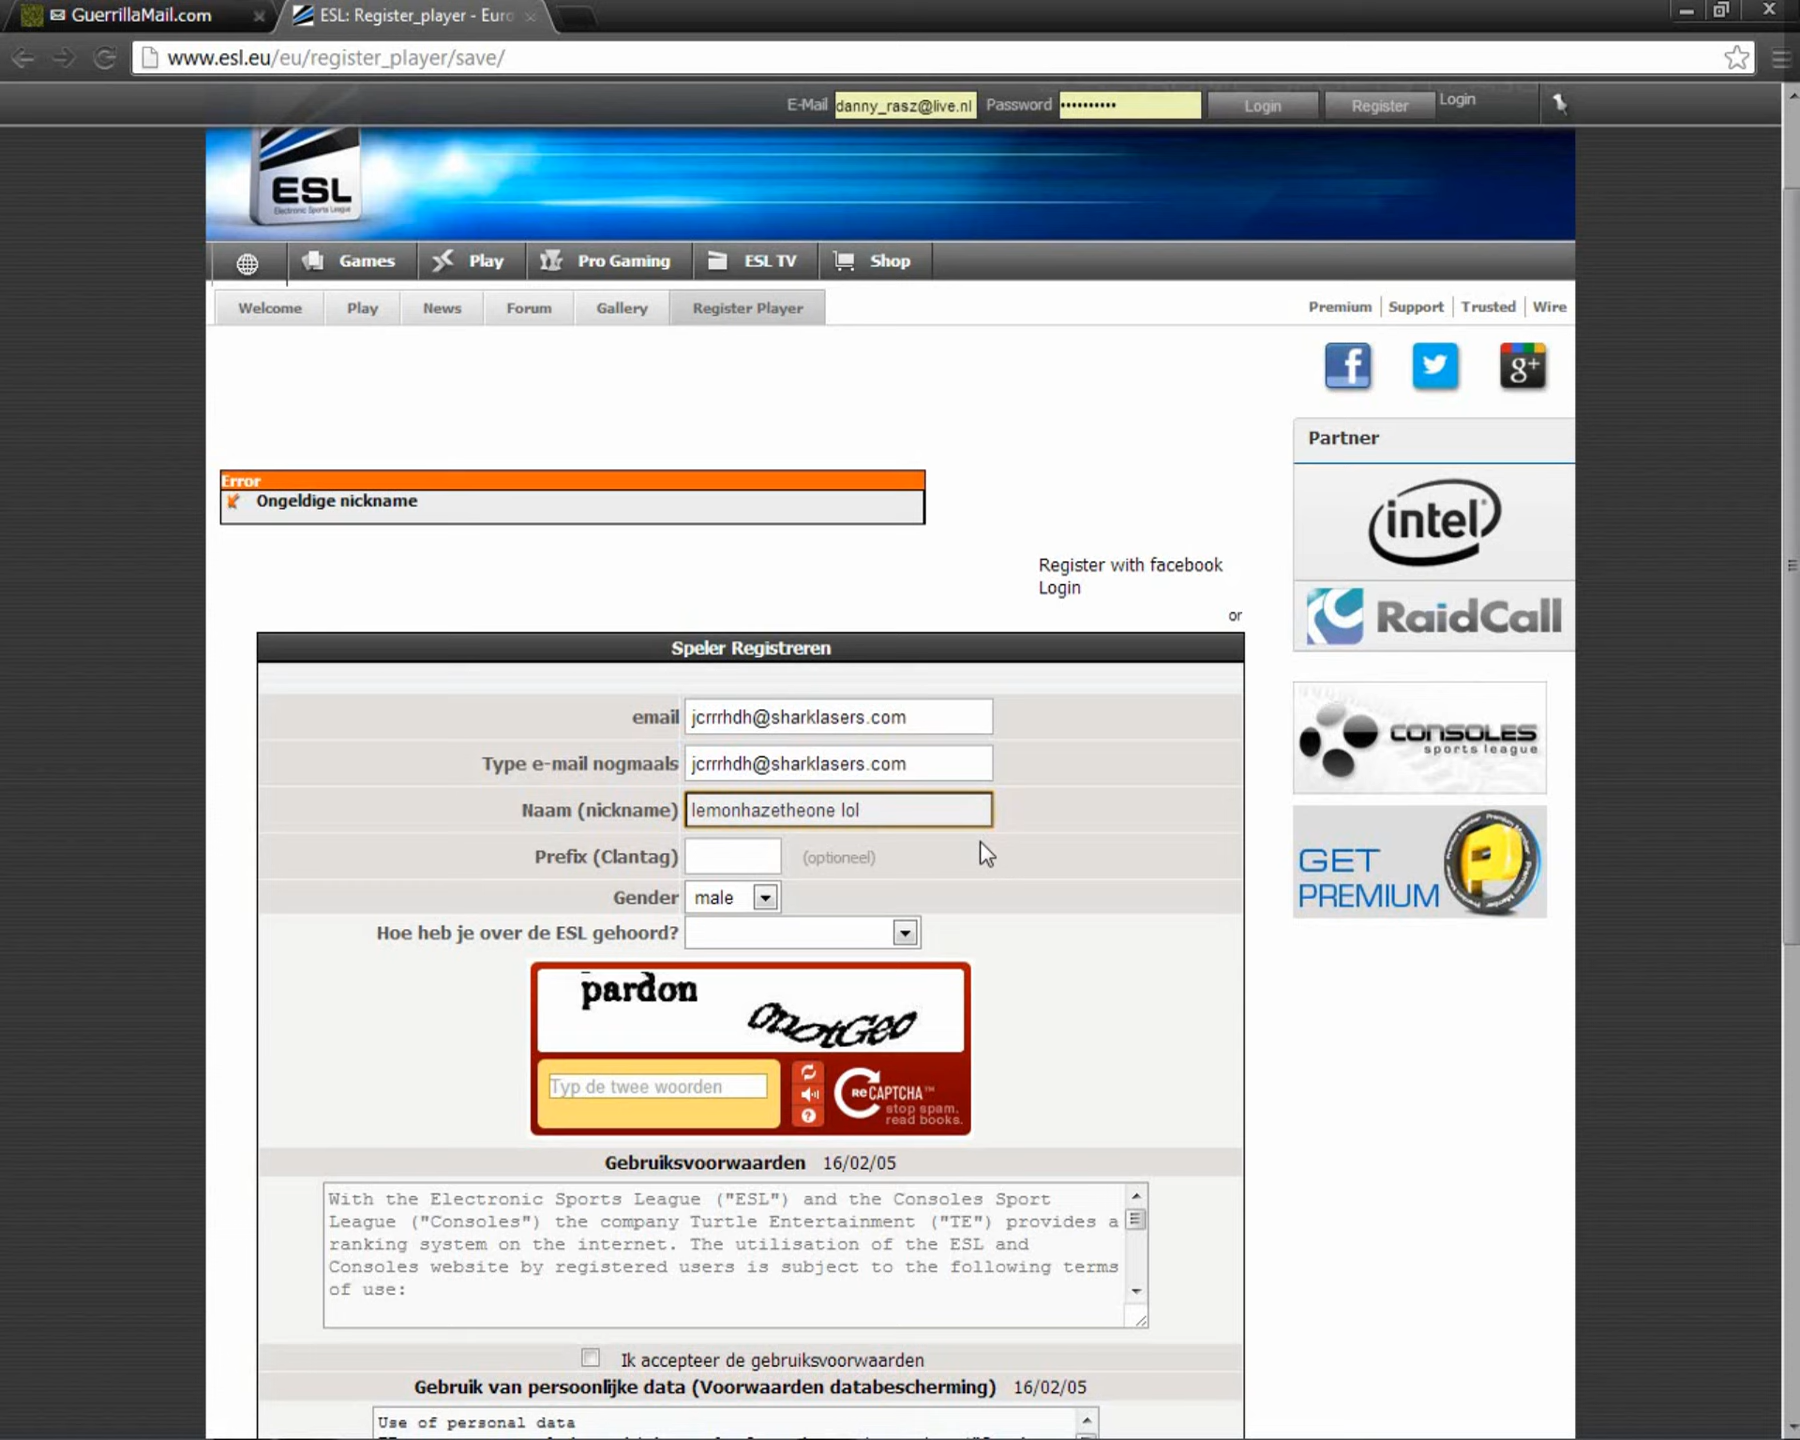 GuerrillaMail.com
ESL: Register_player - Euro
www.esl.eu/eu/register_player/save/
E-Mail danny_rasz@live.nl Password •••••••••• Login Register Login
ESL
Electronic Sports League
Games Play Pro Gaming ESL TV Shop
Welcome Play News Forum Gallery Register Player
Premium Support Trusted Wire
Partner
intel
RaidCall
CONSOLES
sports league
GET
PREMIUM
Error
Ongeldige nickname
Register with facebook
Login
or
Speler Registreren
email jcrrrhdh@sharklasers.com
Type e-mail nogmaals jcrrrhdh@sharklasers.com
Naam (nickname) lemonhazetheone lol
Prefix (Clantag) (optioneel)
Gender male
Hoe heb je over de ESL gehoord?
pardon
Typ de twee woorden
reCAPTCHA™
stop spam.
read books.
Gebruiksvoorwaarden 16/02/05
With the Electronic Sports League ("ESL") and the Consoles Sport
League ("Consoles") the company Turtle Entertainment ("TE") provides a
ranking system on the internet. The utilisation of the ESL and
Consoles website by registered users is subject to the following terms
of use:
Ik accepteer de gebruiksvoorwaarden
Gebruik van persoonlijke data (Voorwaarden databescherming) 16/02/05
Use of personal data